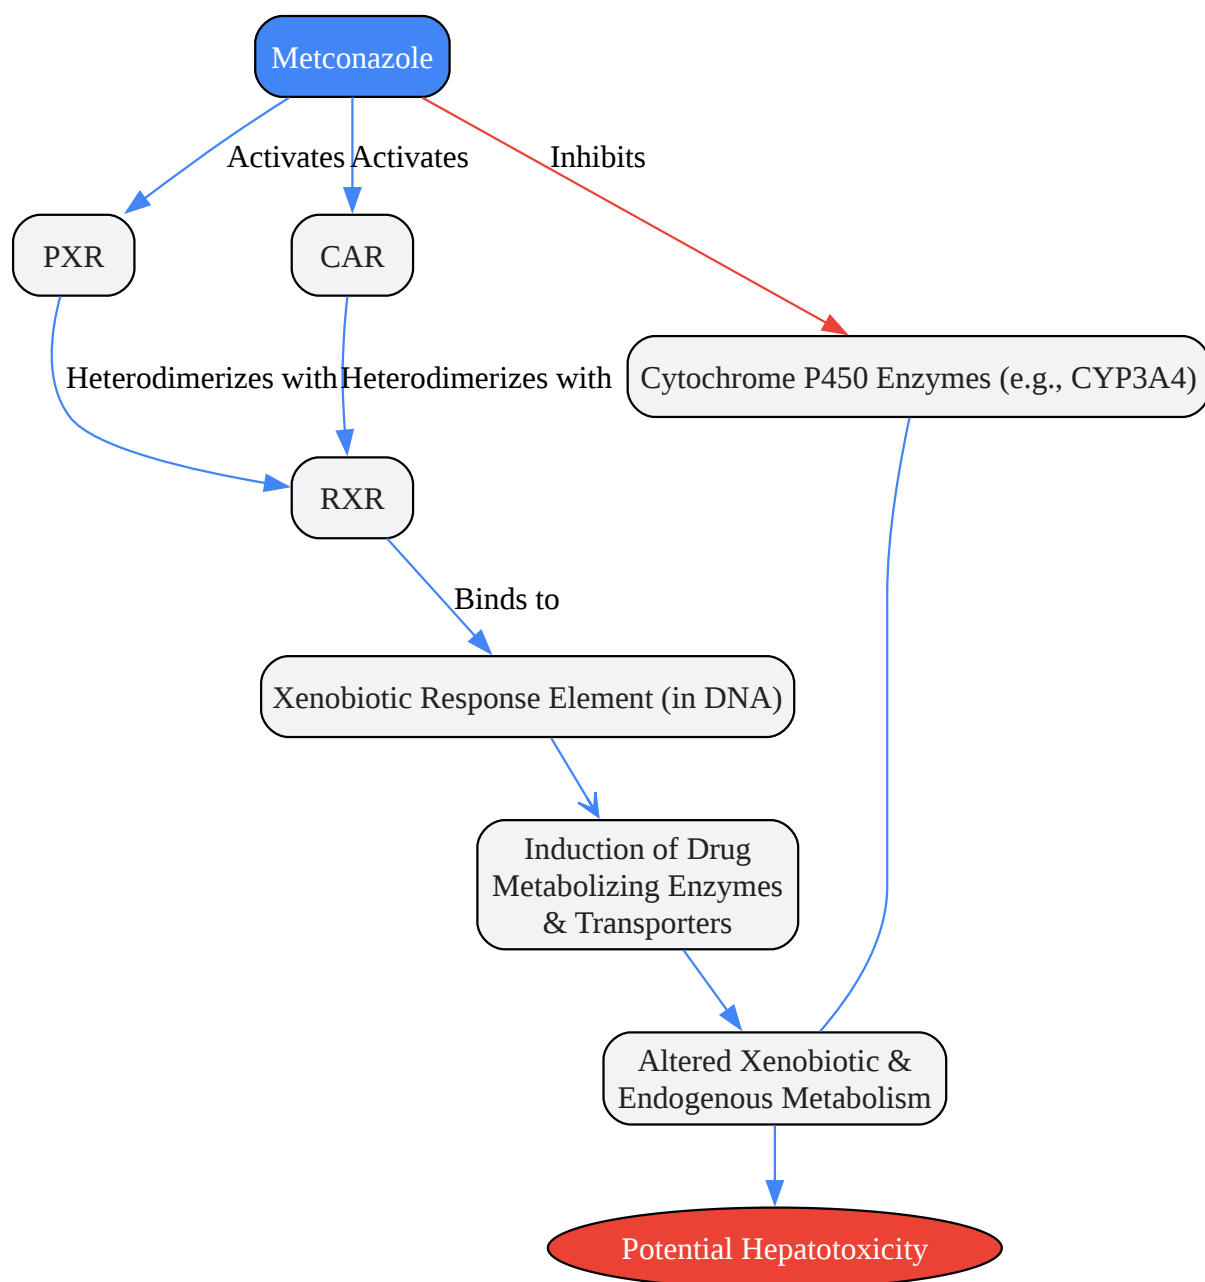 Metconazole
Activates
Activates
Inhibits
PXR
CAR
Heterodimerizes with
Heterodimerizes with
Cytochrome P450 Enzymes (e.g., CYP3A4)
RXR
Binds to
Xenobiotic Response Element (in DNA)
Induction of Drug
Metabolizing Enzymes
& Transporters
Altered Xenobiotic &
Endogenous Metabolism
Potential Hepatotoxicity